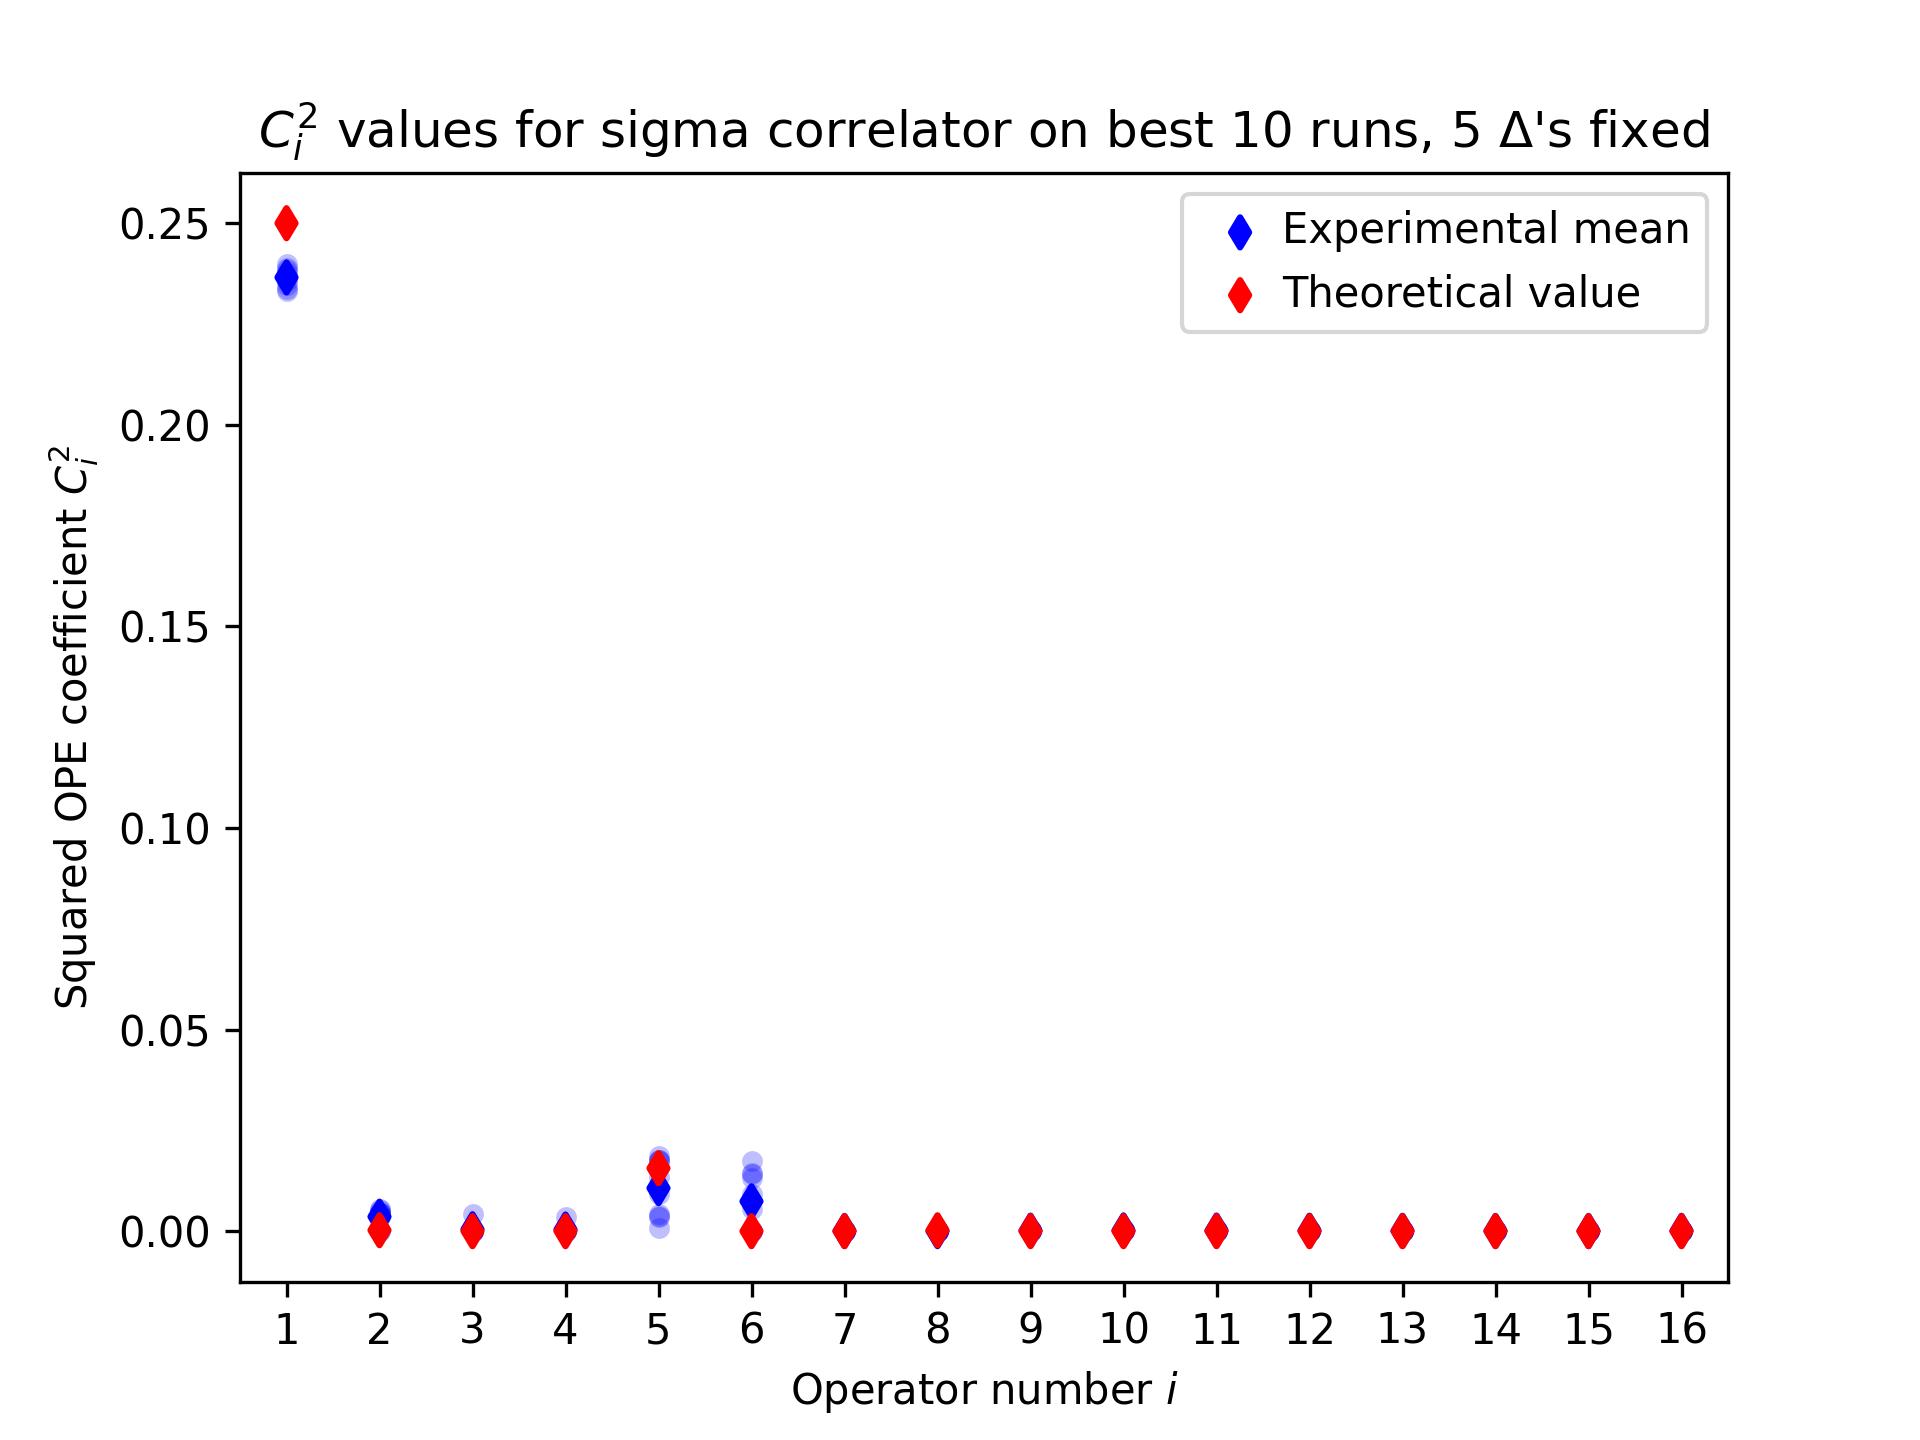 C_i^2 values for sigma correlator on best 10 runs, 5 Δ's fixed
Experimental mean
Theoretical value
Squared OPE coefficient C_i^2
0.25
0.20
0.15
0.10
0.05
0.00
1 2 3 4 5 6 7 8 9 10 11 12 13 14 15 16
Operator number i